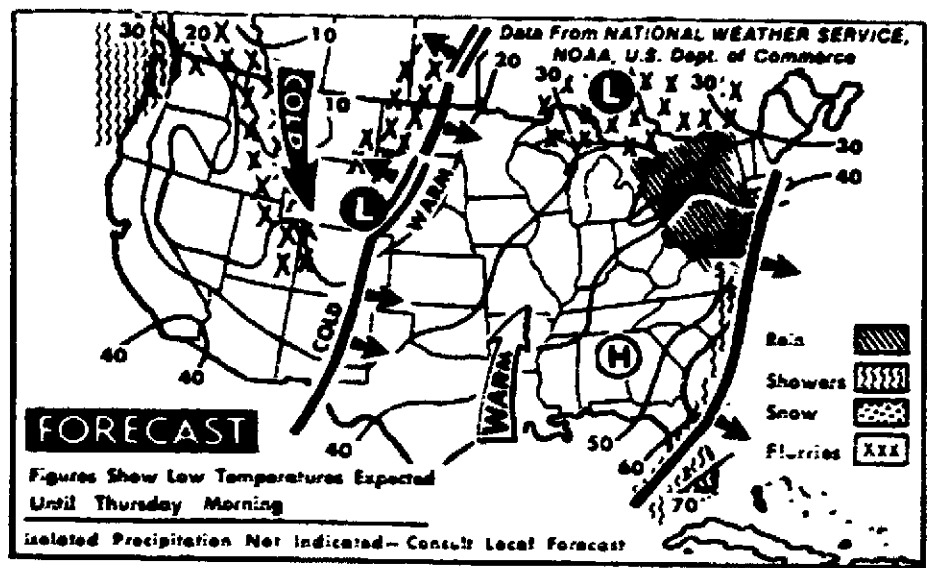 Data From NATIONAL WEATHER SERVICE,
NOAA, U.S. Dept. of Commerce
30
20
10
COLD
10
20
30
L
30
30
40
L
WARM
COLD
40
40
WARM
H
40
50
60
70
Rain
Showers
Snow
Flurries
XXX
FORECAST
Figures Show Low Temperatures Expected
Until Thursday Morning
Isolated Precipitation Not Indicated— Consult Local Forecast